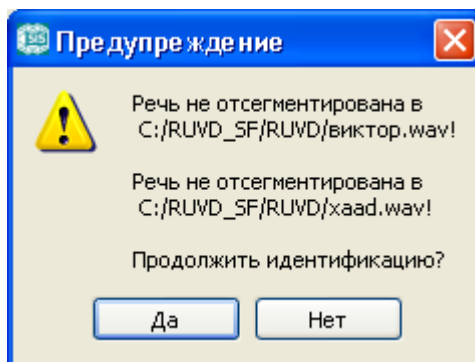 SIS
Предупреждение
Речь не отсегментирована в
C:/RUVD_SF/RUVD/виктор.wav!
Речь не отсегментирована в
C:/RUVD_SF/RUVD/xaad.wav!
Продолжить идентификацию?
Да
Нет